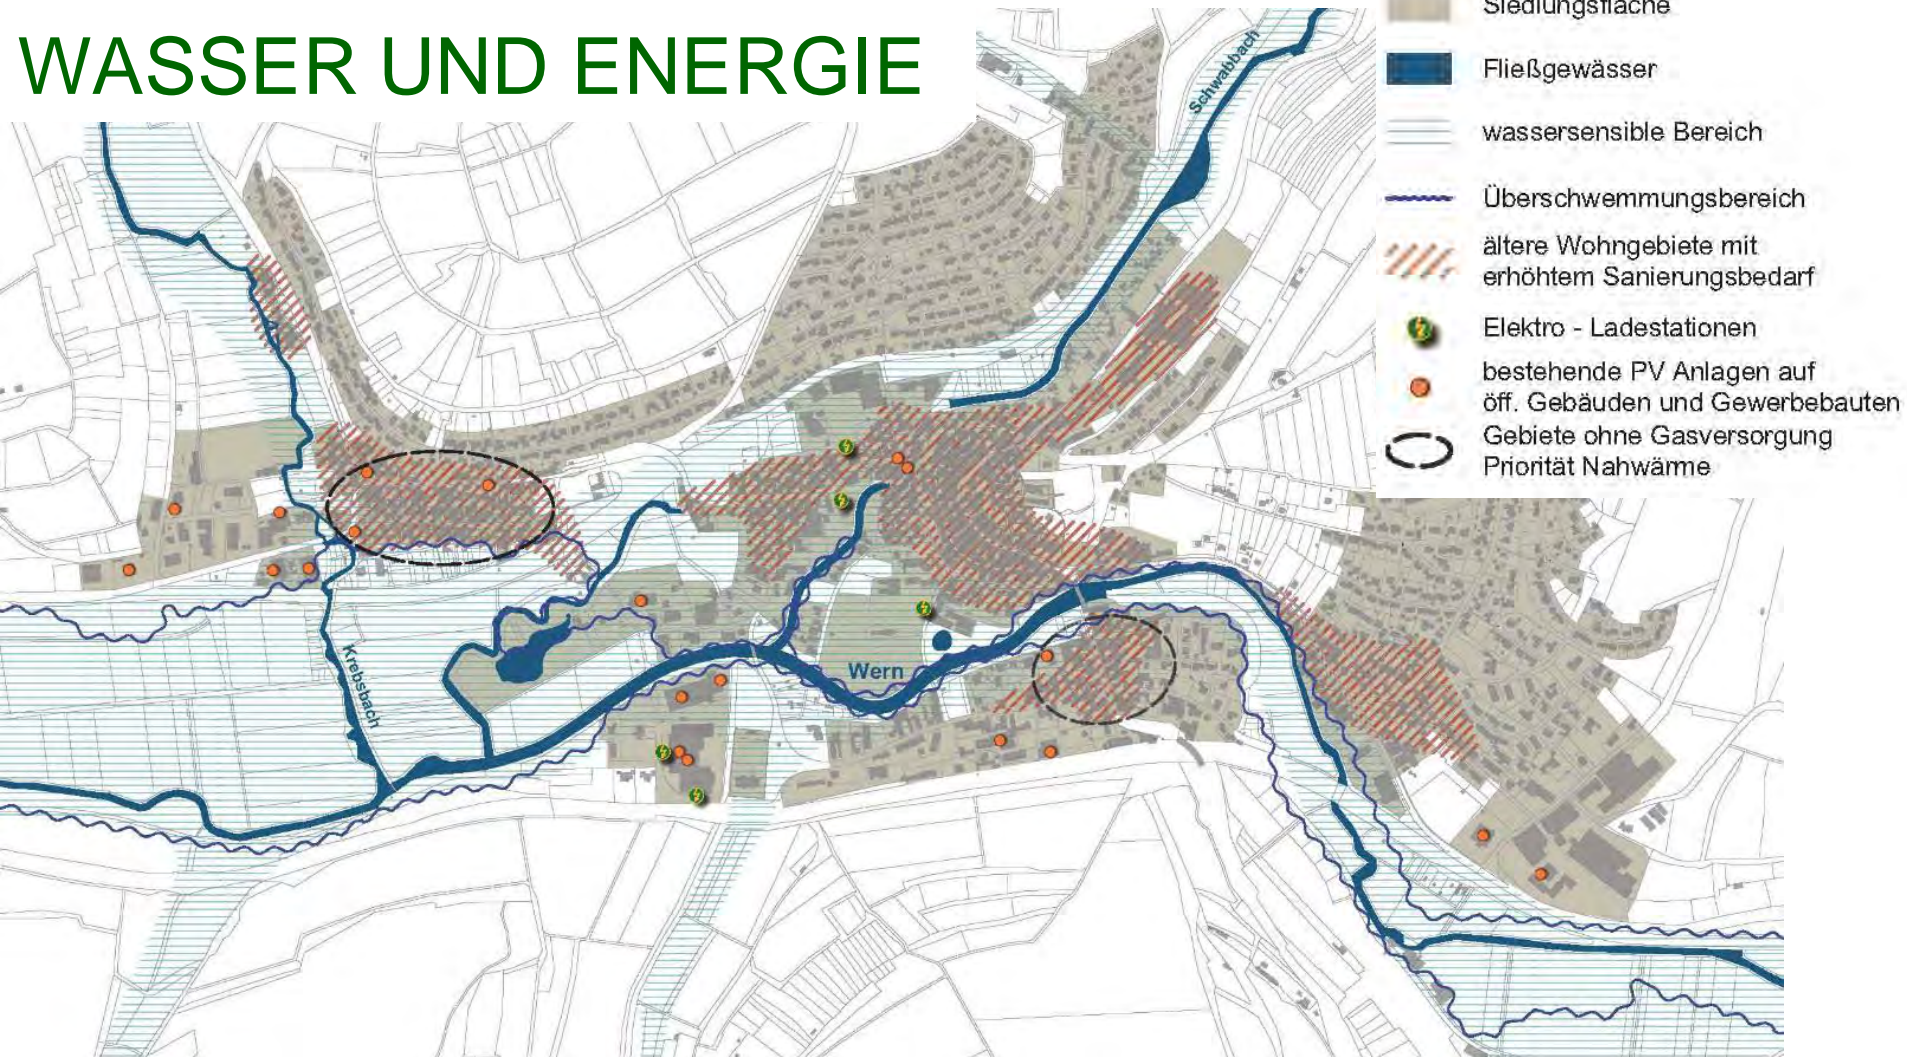 WASSER UND ENERGIE
Siedlungsfläche
Fließgewässer
wassersensible Bereich
Überschwemmungsbereich
ältere Wohngebiete mit
erhöhtem Sanierungsbedarf
Elektro - Ladestationen
bestehende PV Anlagen auf
öff. Gebäuden und Gewerbebauten
Gebiete ohne Gasversorgung
Priorität Nahwärme
Schwabbach
Krebsbach
Wern